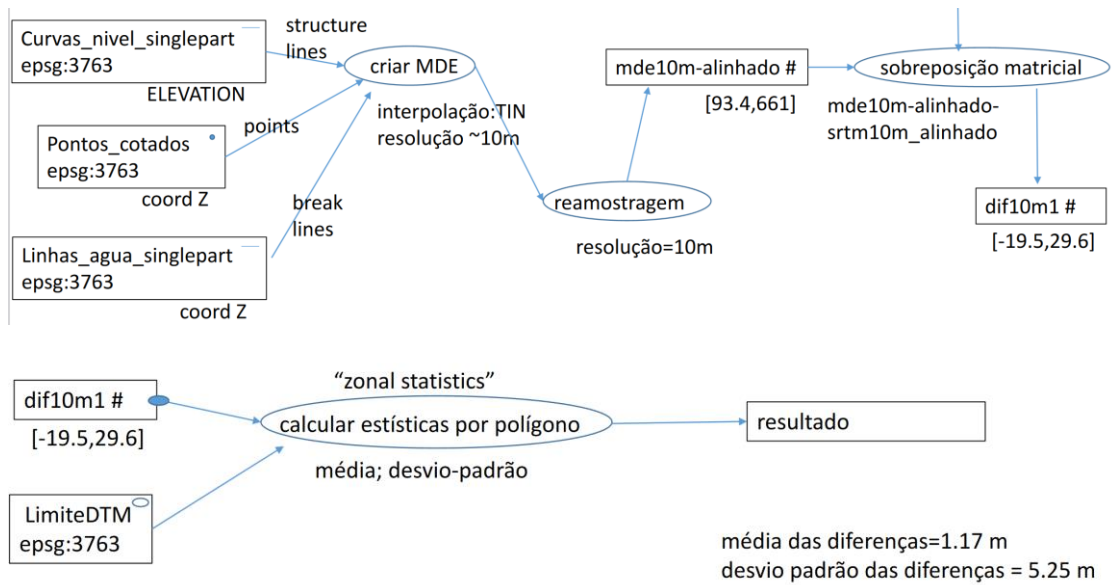 Curvas_nivel_singlepart
epsg:3763
ELEVATION
structure
lines
criar MDE
interpolação:TIN
resolução ~10m
Pontos_cotados
epsg:3763
coord Z
points
Linhas_agua_singlepart
epsg:3763
coord Z
break
lines
reamostragem
resolução=10m
mde10m-alinhado #
[93.4,661]
sobreposição matricial
mde10m-alinhado-
srtm10m_alinhado
dif10m1 #
[-19.5,29.6]
dif10m1 #
[-19.5,29.6]
LimiteDTM
epsg:3763
“zonal statistics”
calcular estísticas por polígono
média; desvio-padrão
resultado
média das diferenças=1.17 m
desvio padrão das diferenças = 5.25 m